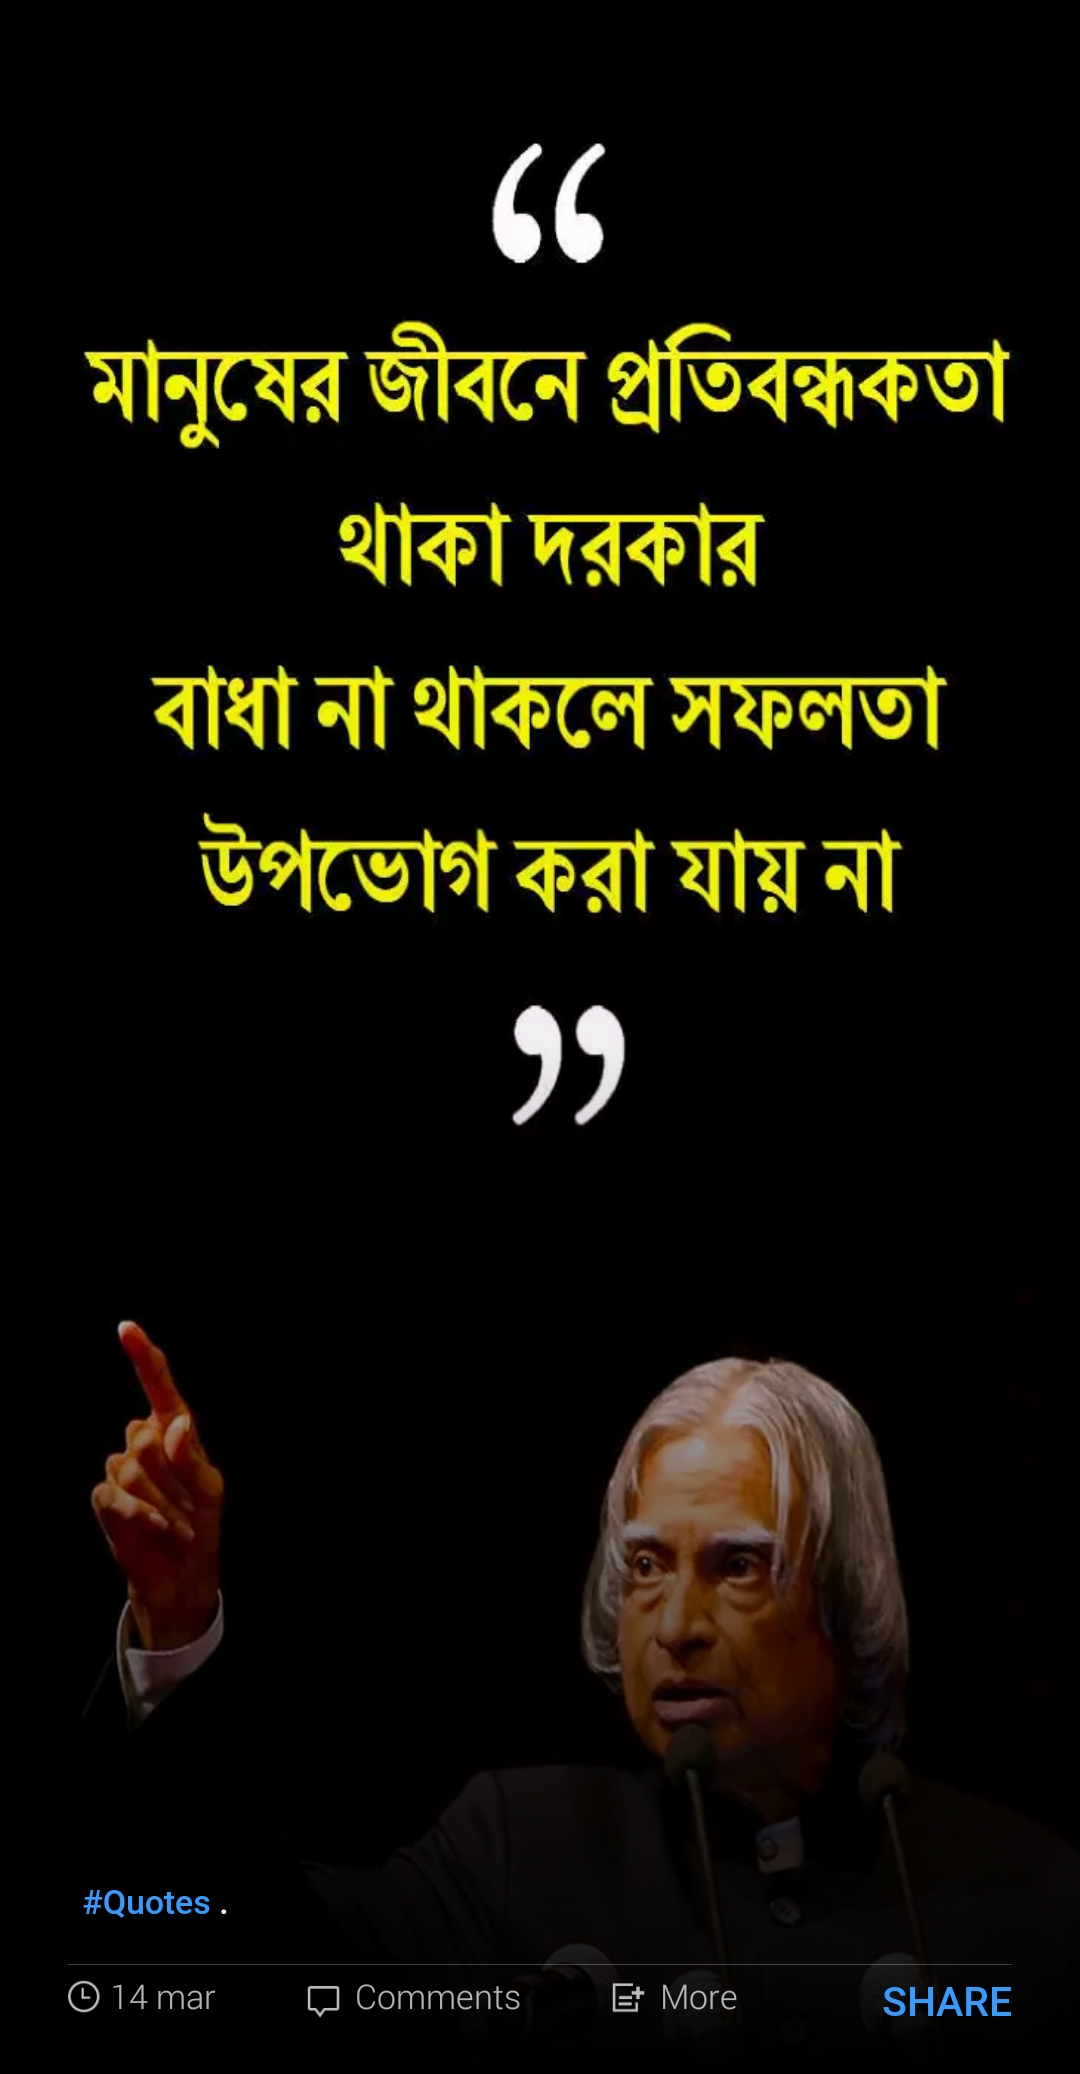 “
মানুষের জীবনে প্রতিবন্ধকতা
থাকা দরকার
বাধা না থাকলে সফলতা
উপভোগ করা যায় না
”
#Quotes .
14 mar Comments More SHARE